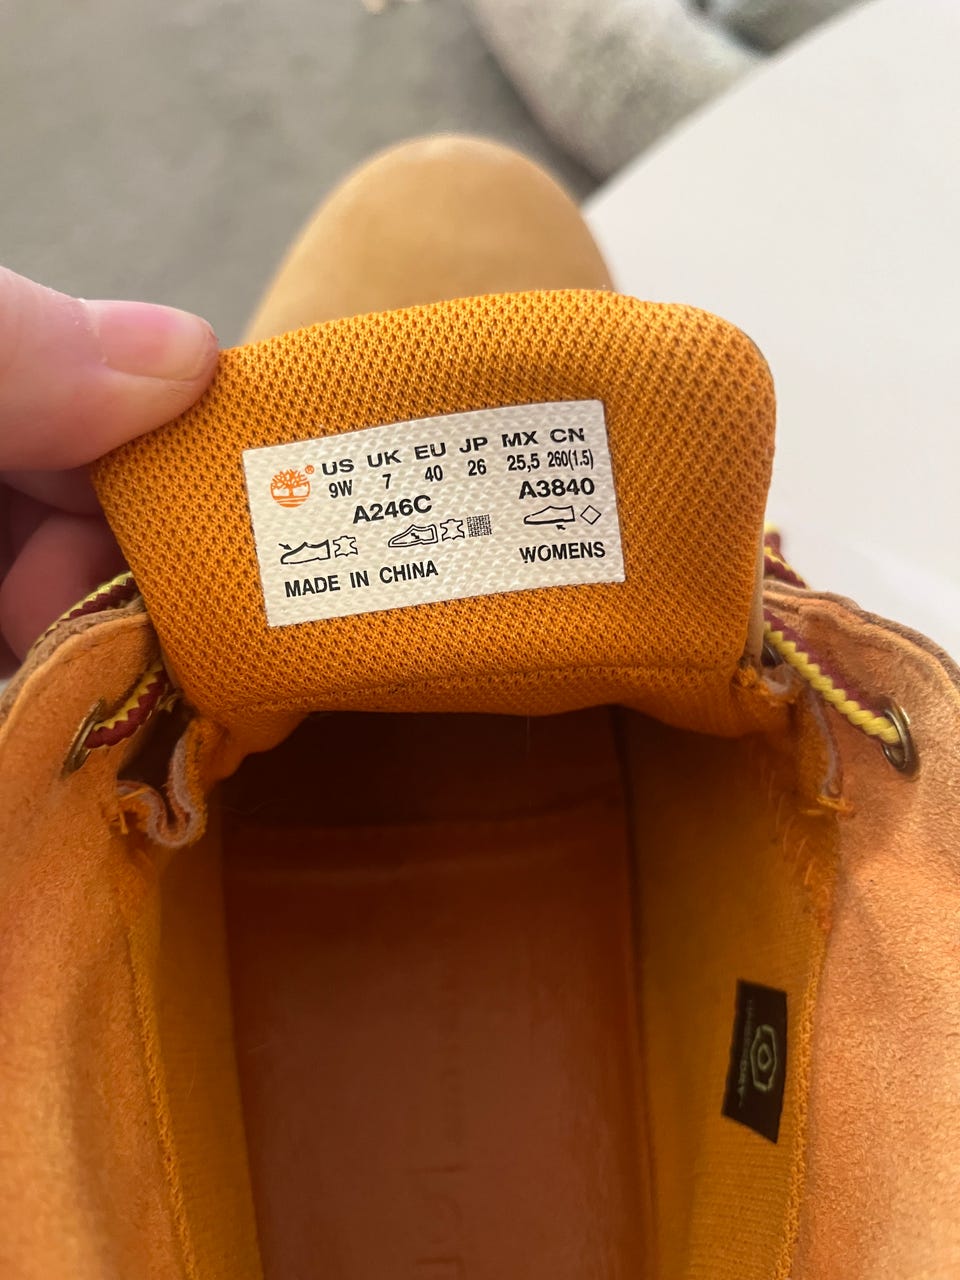 US UK EU JP MX CN
9W 7 40 26 25,5 260(1.5)
A246C A3840
WOMENS
MADE IN CHINA